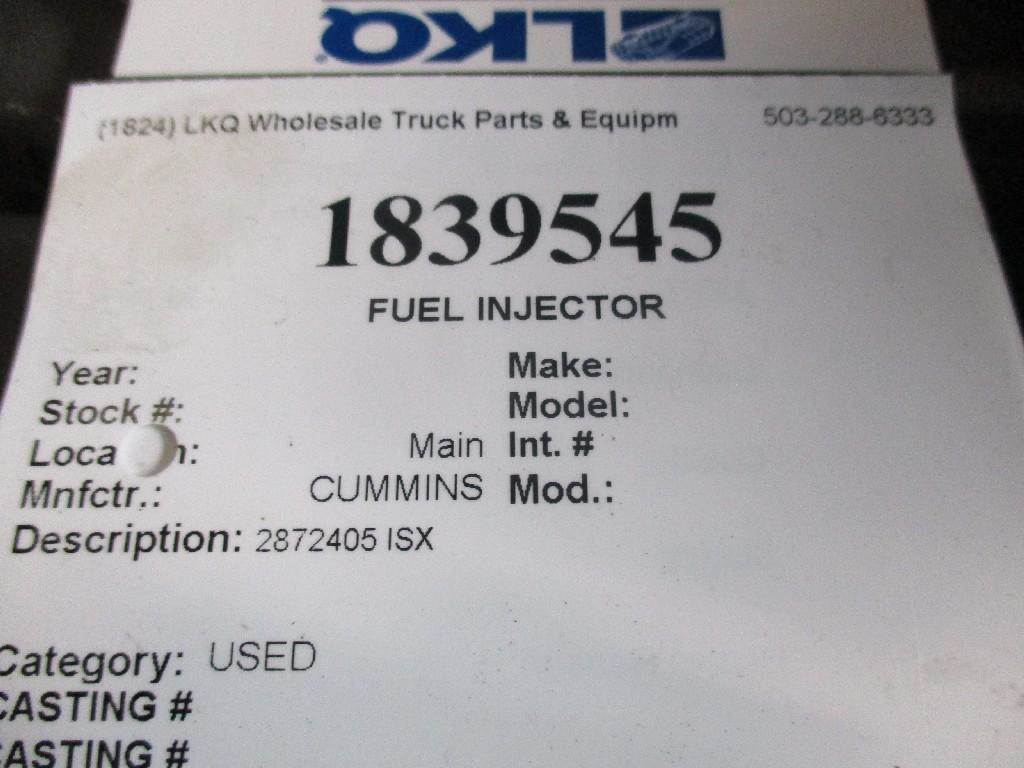 LKQ
(1824) LKQ Wholesale Truck Parts & Equipm 503-288-6333
1839545
FUEL INJECTOR
Year: Make:
Stock #: Model:
Loca n: Main Int. #
Mnfctr.: CUMMINS Mod.:
Description: 2872405 ISX
Category: USED
CASTING #
CASTING #